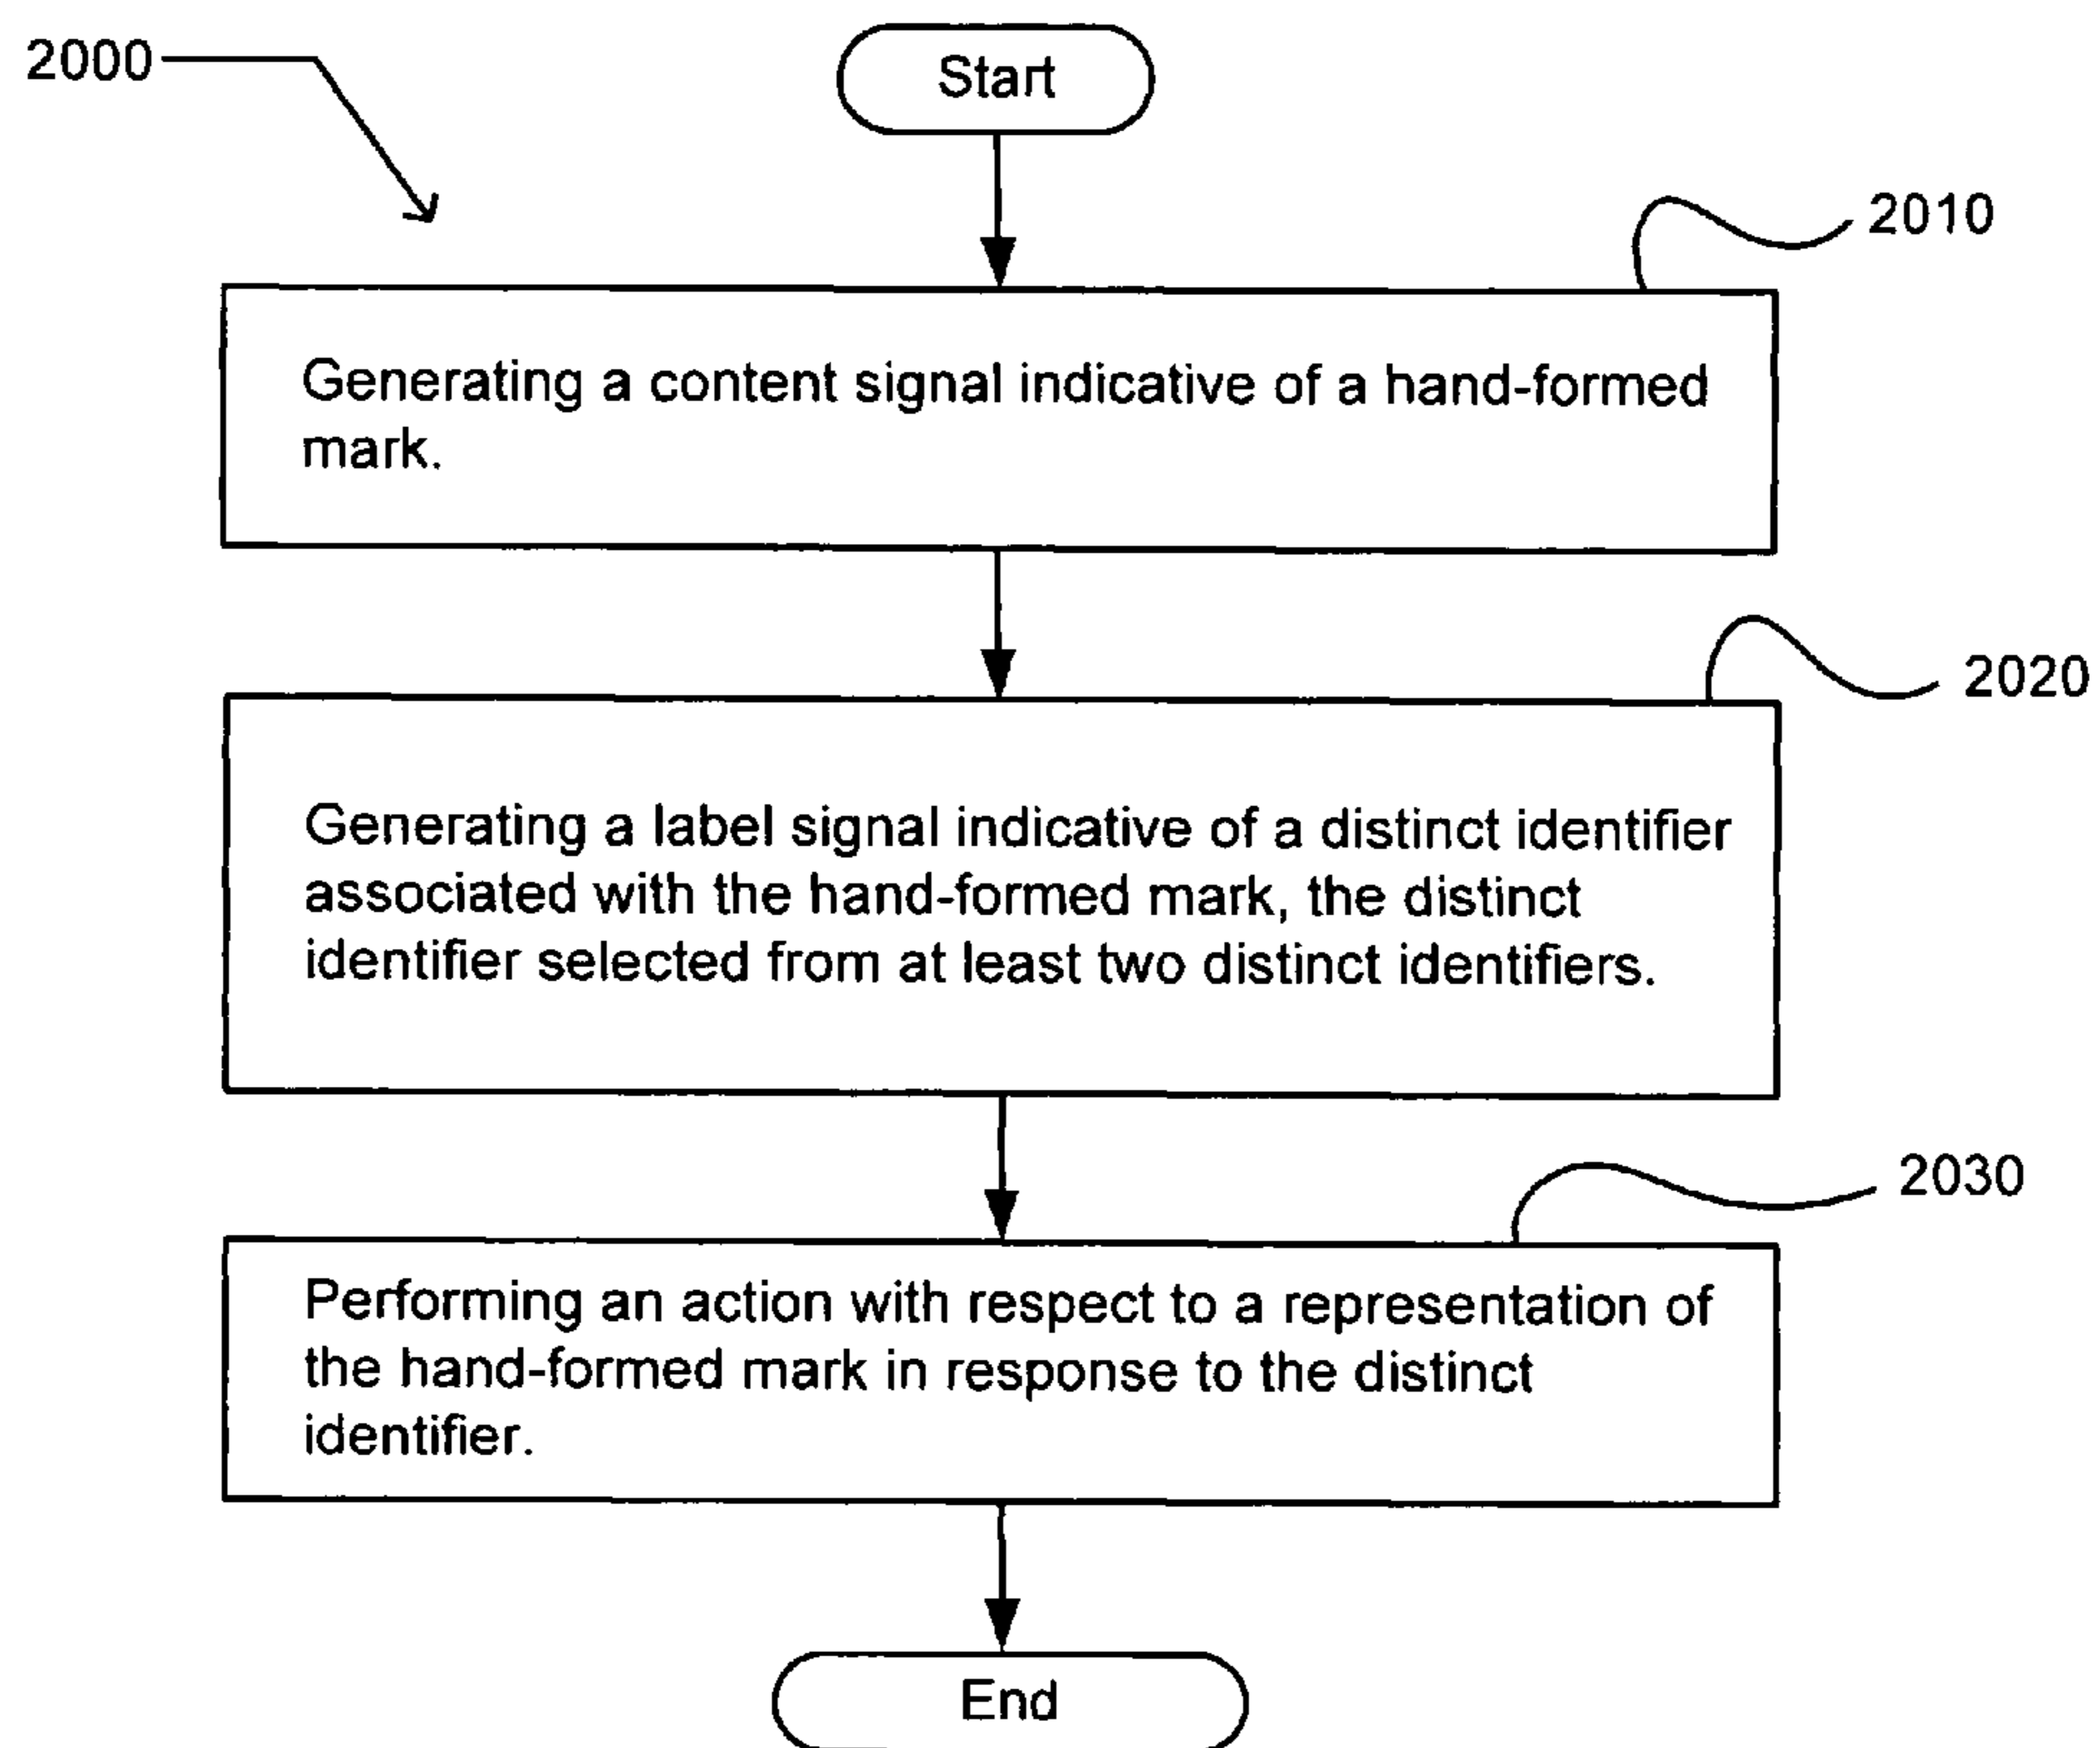 2000
Start
2010
Generating a content signal indicative of a hand-formed
mark.
2020
Generating a label signal indicative of a distinct identifier
associated with the hand-formed mark, the distinct
identifier selected from at least two distinct identifiers.
2030
Performing an action with respect to a representation of
the hand-formed mark in response to the distinct
identifier.
End